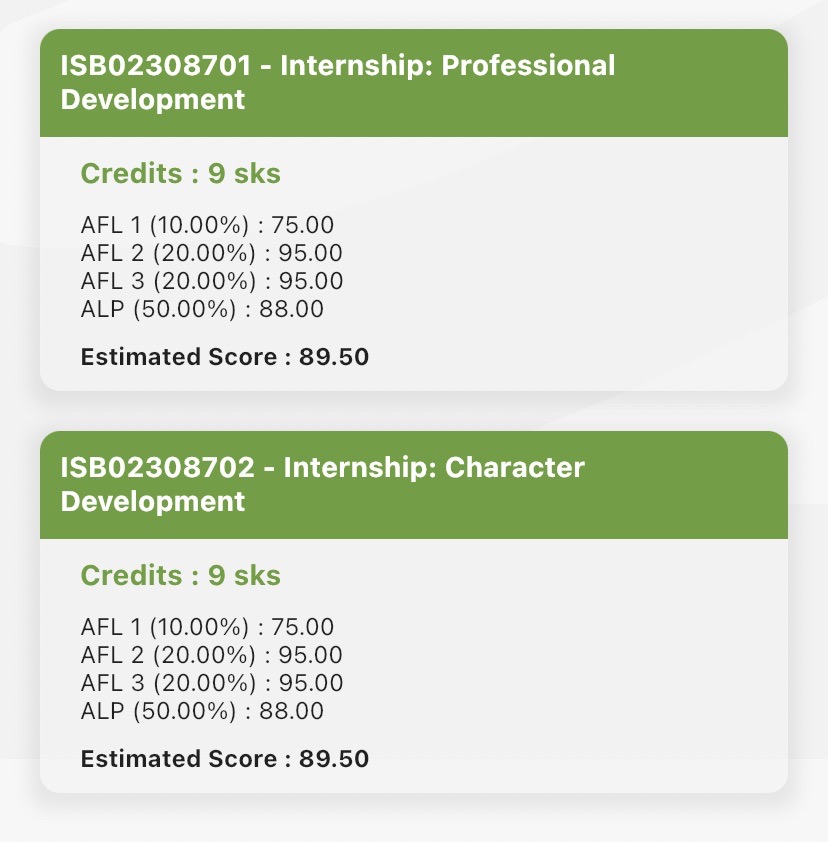 ISB02308701 - Internship: Professional
Development
Credits : 9 sks
AFL 1 (10.00%) : 75.00
AFL 2 (20.00%) : 95.00
AFL 3 (20.00%) : 95.00
ALP (50.00%) : 88.00
Estimated Score : 89.50
ISB02308702 - Internship: Character
Development
Credits : 9 sks
AFL 1 (10.00%) : 75.00
AFL 2 (20.00%) : 95.00
AFL 3 (20.00%) : 95.00
ALP (50.00%) : 88.00
Estimated Score : 89.50